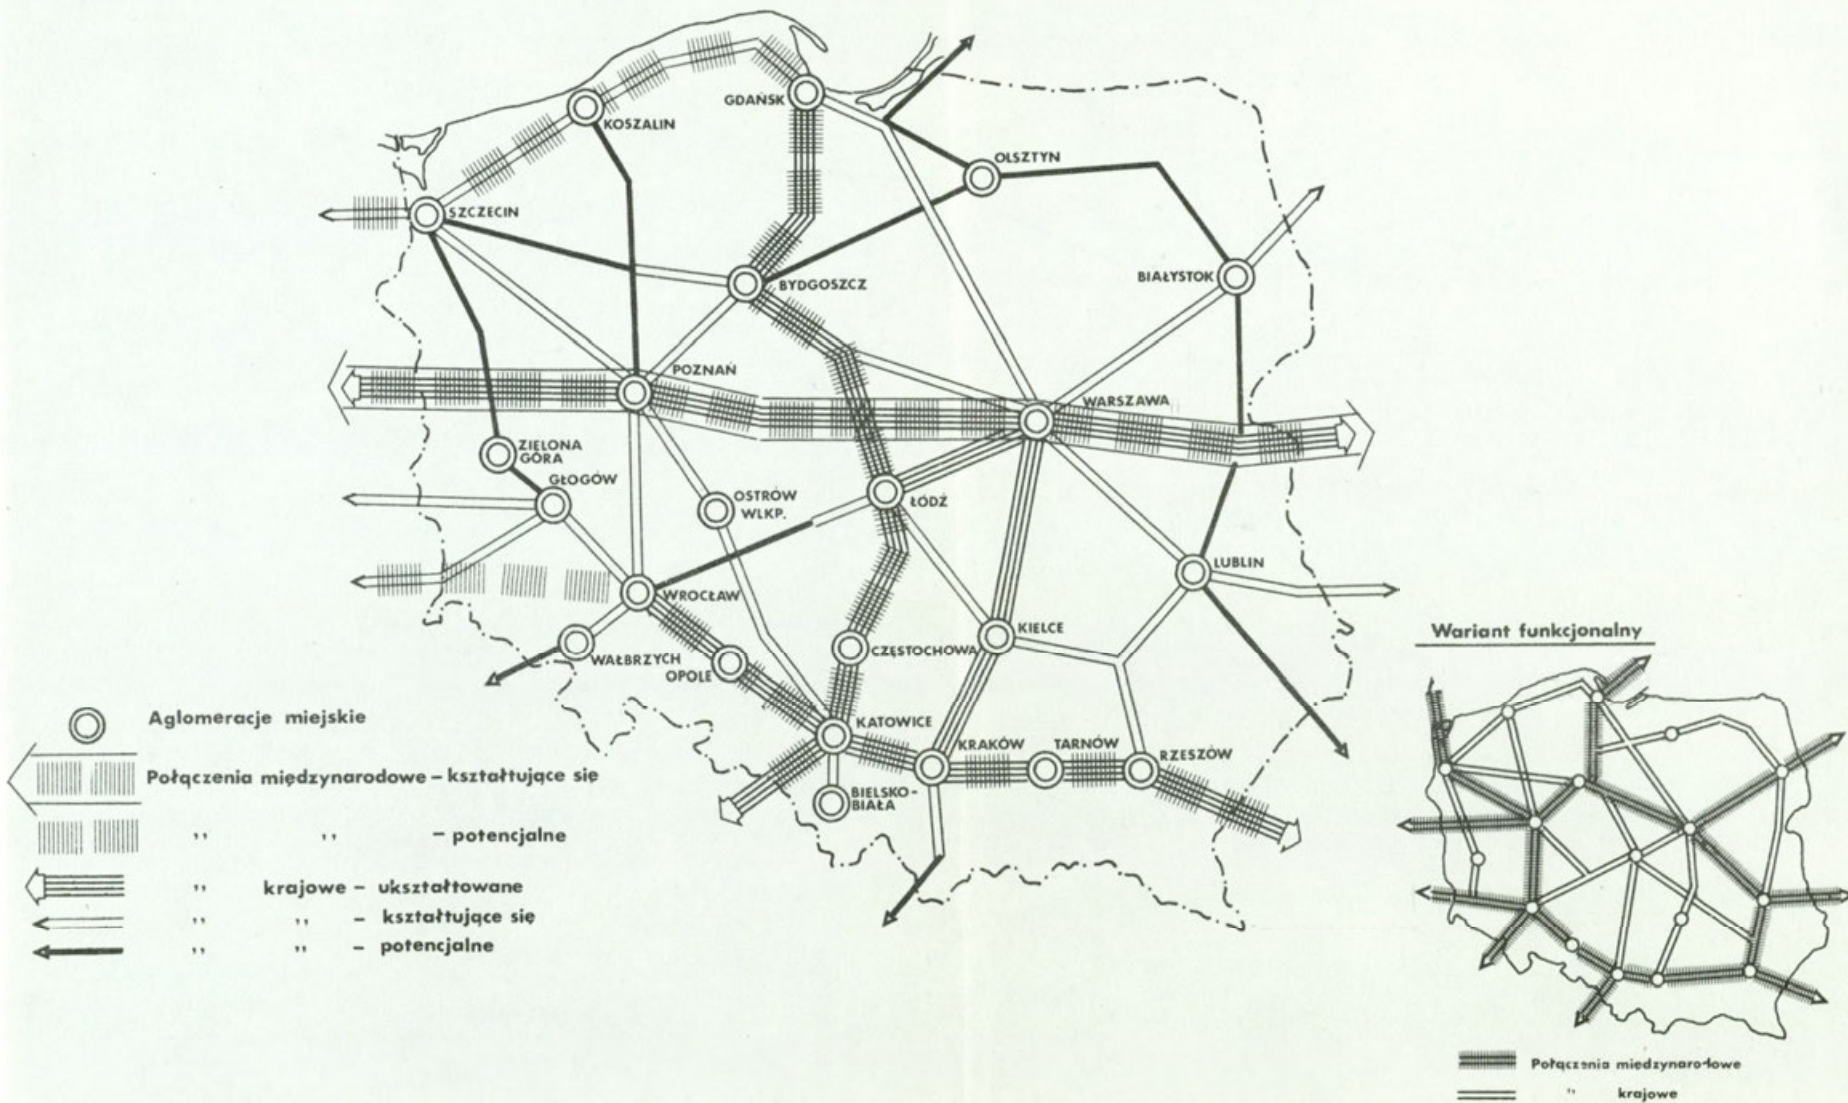 GDAŃSK
KOSZALIN
OLSZTYN
SZCZECIN
BIAŁYSTOK
BYDGOSZCZ
POZNAŃ
WARSZAWA
ZIELONA
GÓRA
GŁOGÓW
OSTRÓW
WLKP.
ŁÓDŹ
LUBLIN
WROCŁAW
KIELCE
WAŁBRZYCH
CZĘSTOCHOWA
OPOLE
KATOWICE
KRAKÓW
TARNÓW
RZESZÓW
BIELSKO-
BIAŁA
Aglomeracje miejskie
Połączenia międzynarodowe – kształtujące się
,, ,, – potencjalne
,, krajowe – ukształtowane
,, ,, – kształtujące się
,, ,, – potencjalne
Wariant funkcjonalny
Połączenia międzynarodowe
,, krajowe